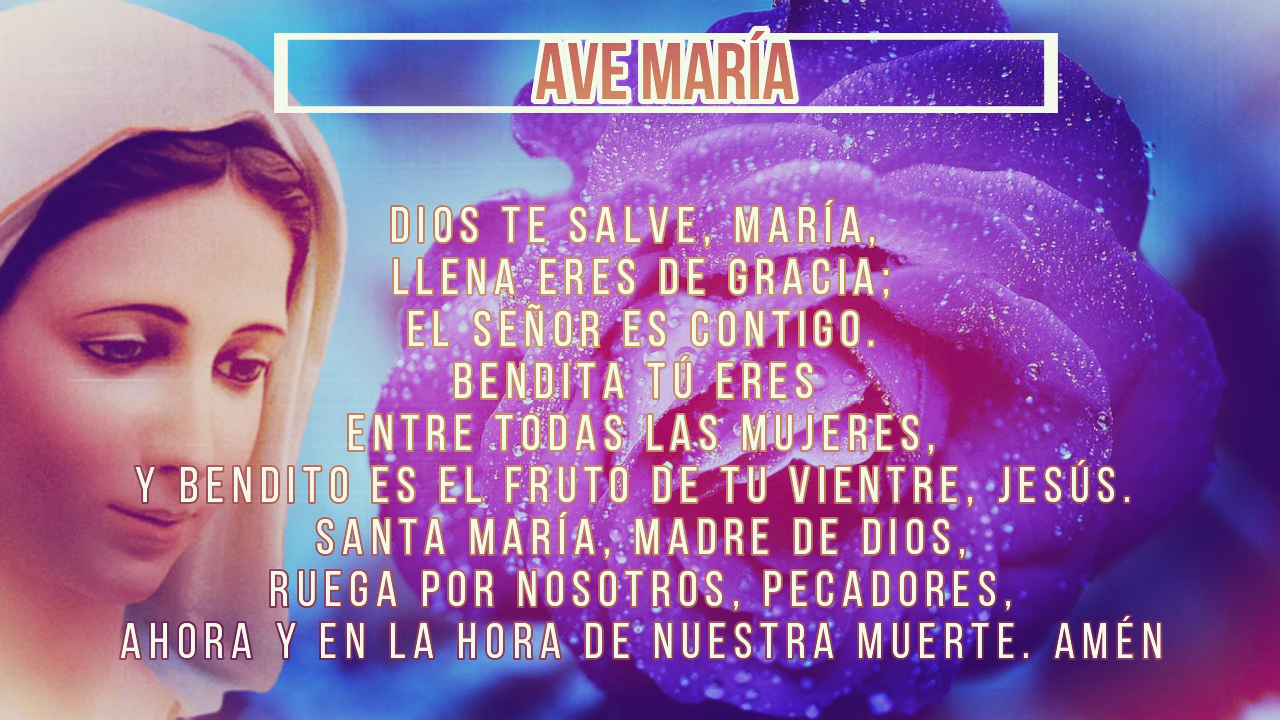 AVE MARÍA
DIOS TE SALVE, MARÍA,
LLENA ERES DE GRACIA;
EL SEÑOR ES CONTIGO.
BENDITA TÚ ERES
ENTRE TODAS LAS MUJERES,
Y BENDITO ES EL FRUTO DE TU VIENTRE, JESÚS.
SANTA MARÍA, MADRE DE DIOS,
RUEGA POR NOSOTROS, PECADORES,
AHORA Y EN LA HORA DE NUESTRA MUERTE. AMÉN